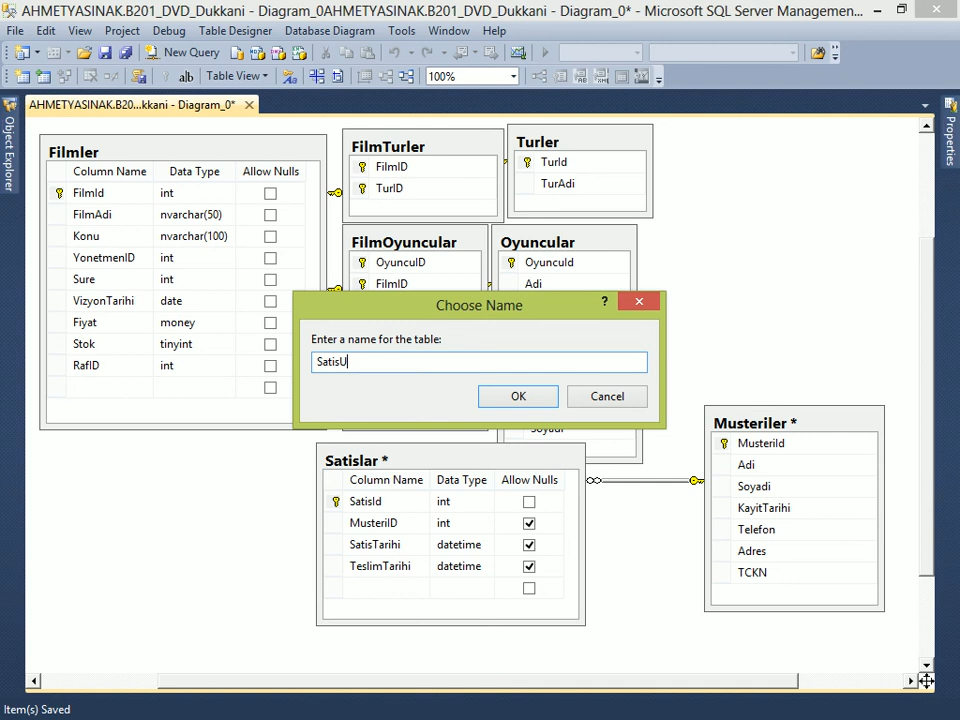 AHMETYASINAK.B201_DVD_Dukkani - Diagram_0AHMETYASINAK.B201_DVD_Dukkani - Diagram_0* - Microsoft SQL Server Managemen...
File Edit View Project Debug Table Designer Database Diagram Tools Window Help
New Query
ab Table View 100%
AHMETYASINAK.B20...kkani - Diagram_0*
Object Explorer
Properties
Filmler
Column Name Data Type Allow Nulls
FilmId int
FilmAdi nvarchar(50)
Konu nvarchar(100)
YonetmenID int
Sure int
VizyonTarihi date
Fiyat money
Stok tinyint
RafID int
FilmTurler
FilmID
TurID
Turler
TurId
TurAdi
FilmOyuncular
OyuncuID
FilmID
Oyuncular
OyuncuId
Adi
Choose Name
?
Enter a name for the table:
SatisU
OK Cancel
Soyadi
Satislar *
Column Name Data Type Allow Nulls
SatisId int
MusteriID int
SatisTarihi datetime
TeslimTarihi datetime
Musteriler *
MusteriId
Adi
Soyadi
KayitTarihi
Telefon
Adres
TCKN
Item(s) Saved